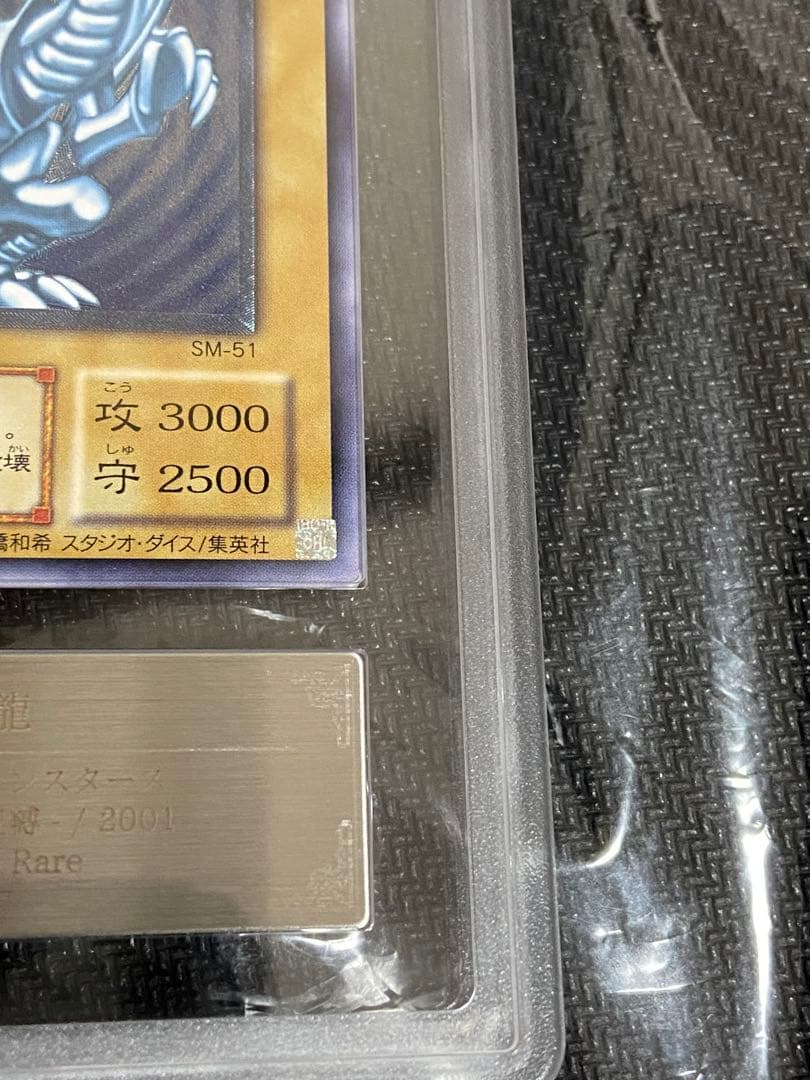 SM-51
こう
攻 3000
。
かい
壊
しゅ
守 2500
橋和希 スタジオ・ダイス/集英社
龍
ンスターズ
縛 - / 2001
Rare